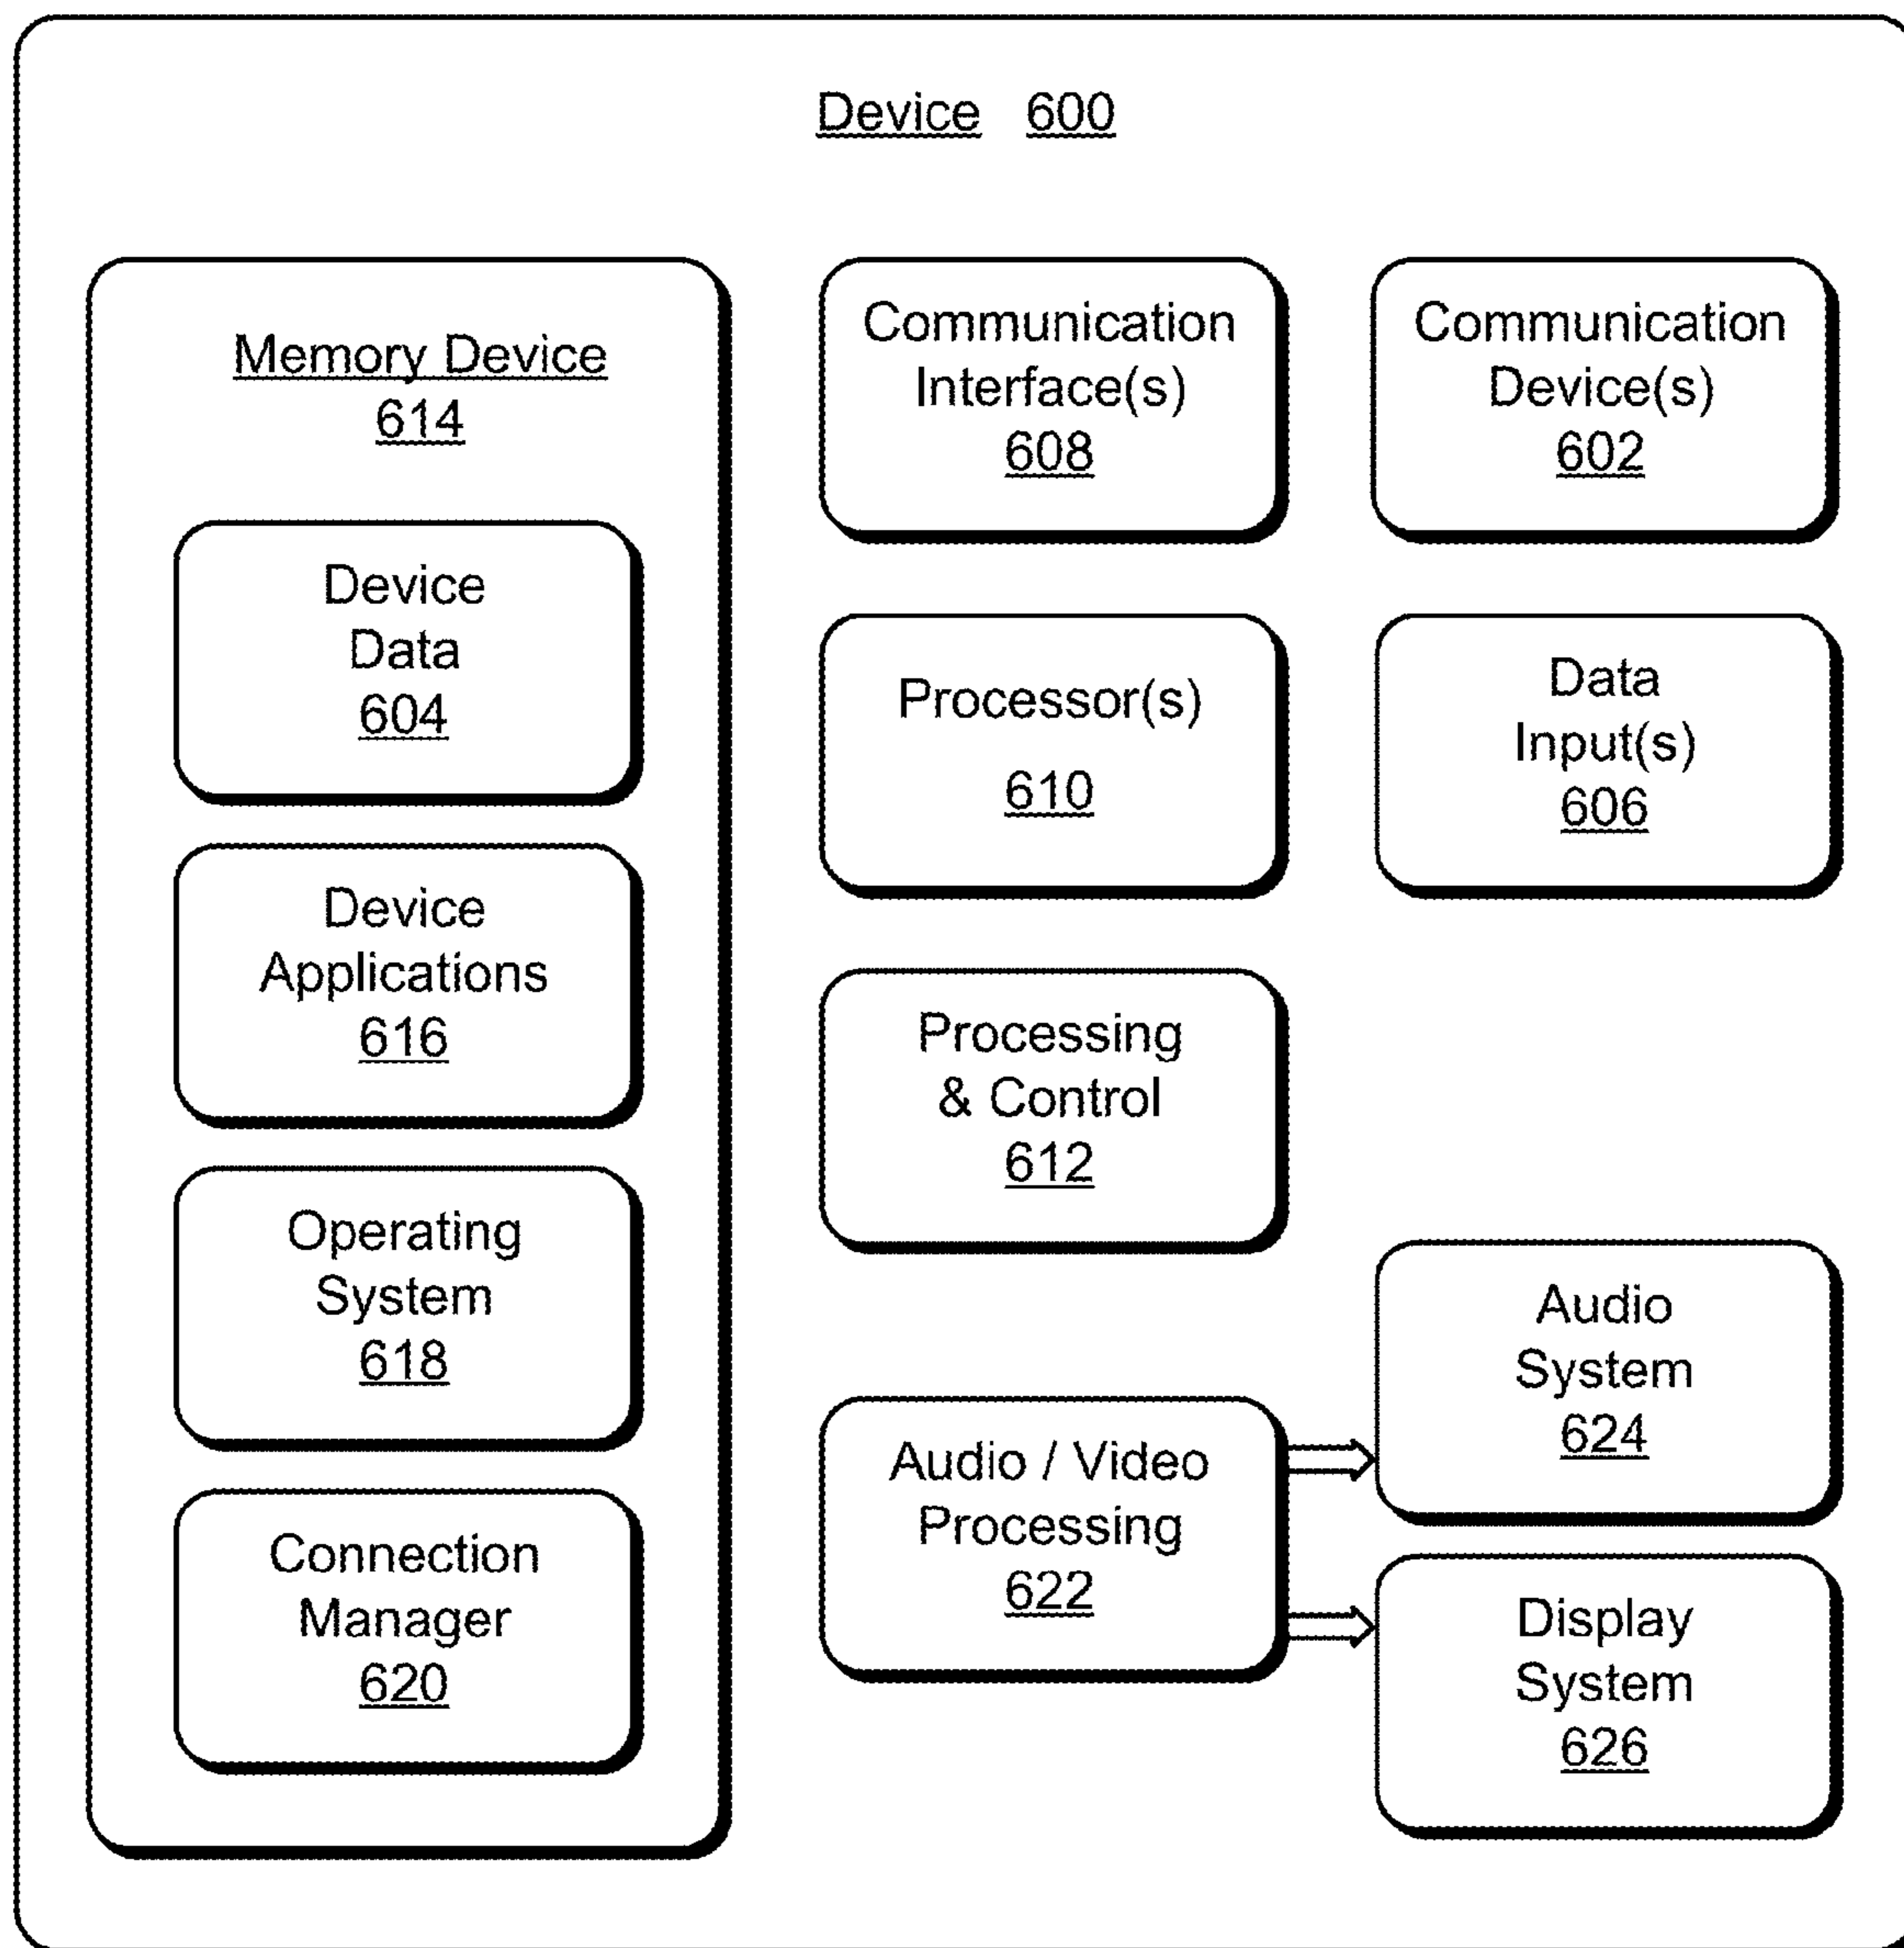 Device 600
Memory Device
614
Device
Data
604
Device
Applications
616
Operating
System
618
Connection
Manager
620
Communication
Interface(s)
608
Communication
Device(s)
602
Processor(s)
610
Data
Input(s)
606
Processing
& Control
612
Audio / Video
Processing
622
Audio
System
624
Display
System
626